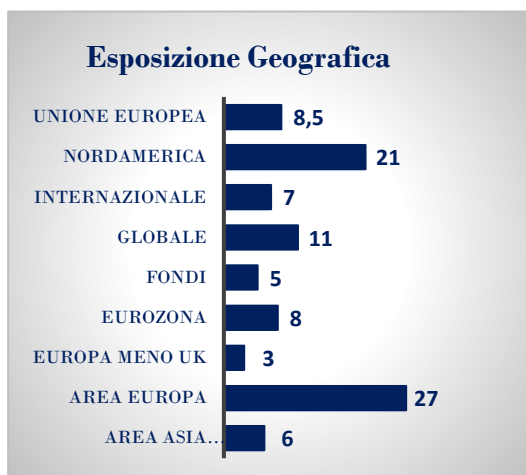 Esposizione Geografica
UNIONE EUROPEA 8,5
NORDAMERICA 21
INTERNAZIONALE 7
GLOBALE 11
FONDI 5
EUROZONA 8
EUROPA MENO UK 3
AREA EUROPA 27
AREA ASIA... 6